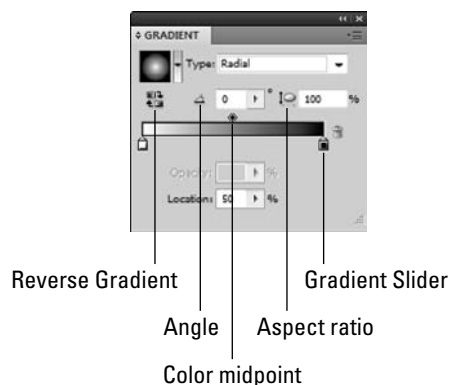 GRADIENT
Type: Radial
0 ° 100 %
Opacity: %
Location: 50 %
Reverse Gradient
Gradient Slider
Angle
Aspect ratio
Color midpoint